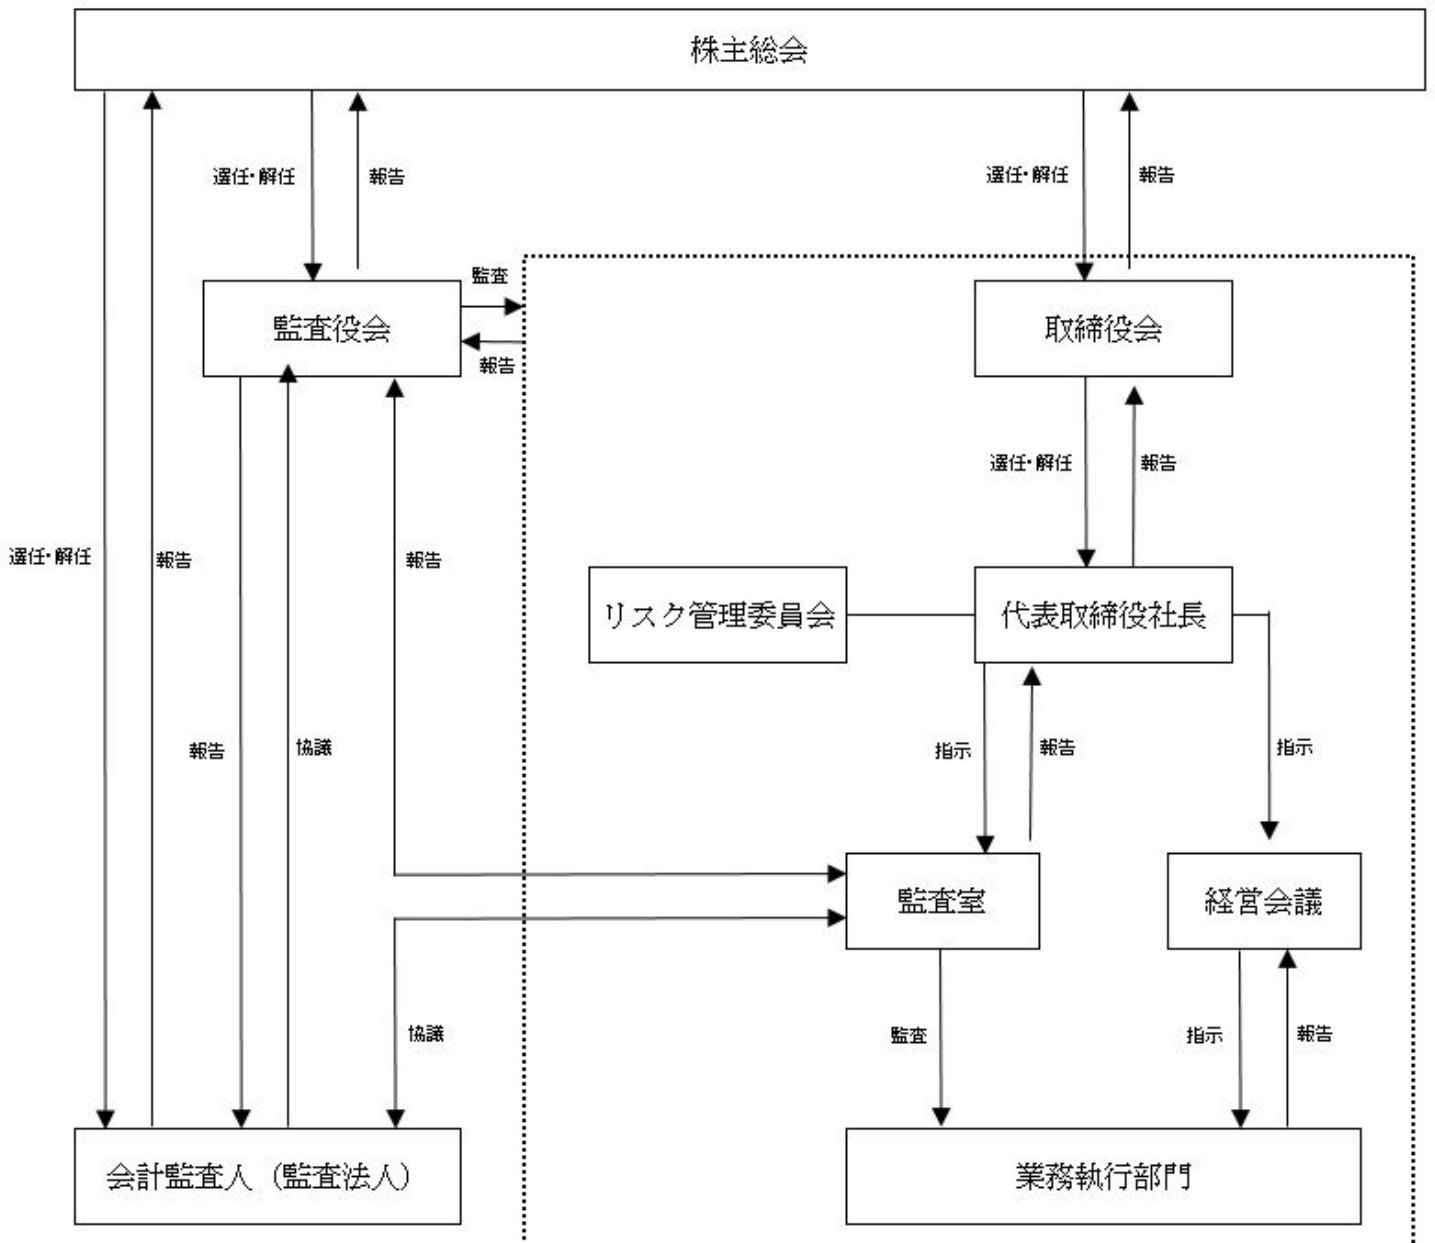 株主総会
選任・解任
報告
選任・解任
報告
監査
監査役会
取締役会
報告
選任・解任
報告
選任・解任
報告
報告
リスク管理委員会
代表取締役社長
報告
協議
指示
報告
指示
監査室
経営会議
協議
監査
指示
報告
会計監査人（監査法人）
業務執行部門